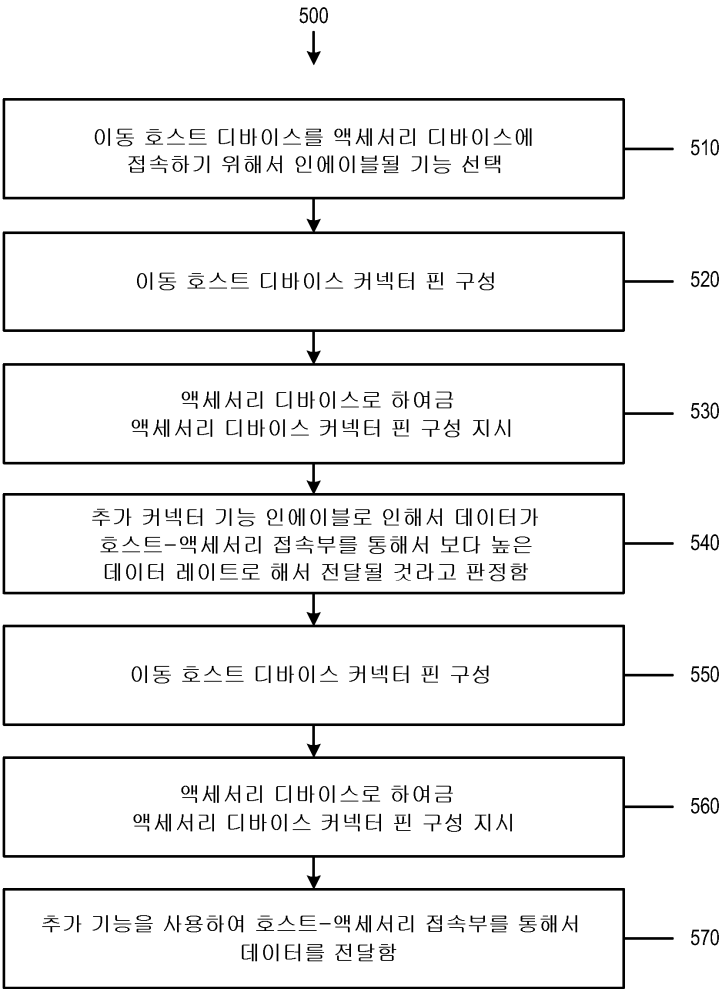 500
이동 호스트 디바이스를 액세서리 디바이스에
접속하기 위해서 인에이블될 기능 선택
510
이동 호스트 디바이스 커넥터 핀 구성
520
액세서리 디바이스로 하여금
액세서리 디바이스 커넥터 핀 구성 지시
530
추가 커넥터 기능 인에이블로 인해서 데이터가
호스트-액세서리 접속부를 통해서 보다 높은
데이터 레이트로 해서 전달될 것라고 판정함
540
이동 호스트 디바이스 커넥터 핀 구성
550
액세서리 디바이스로 하여금
액세서리 디바이스 커넥터 핀 구성 지시
560
추가 기능을 사용하여 호스트-액세서리 접속부를 통해서
데이터를 전달함
570